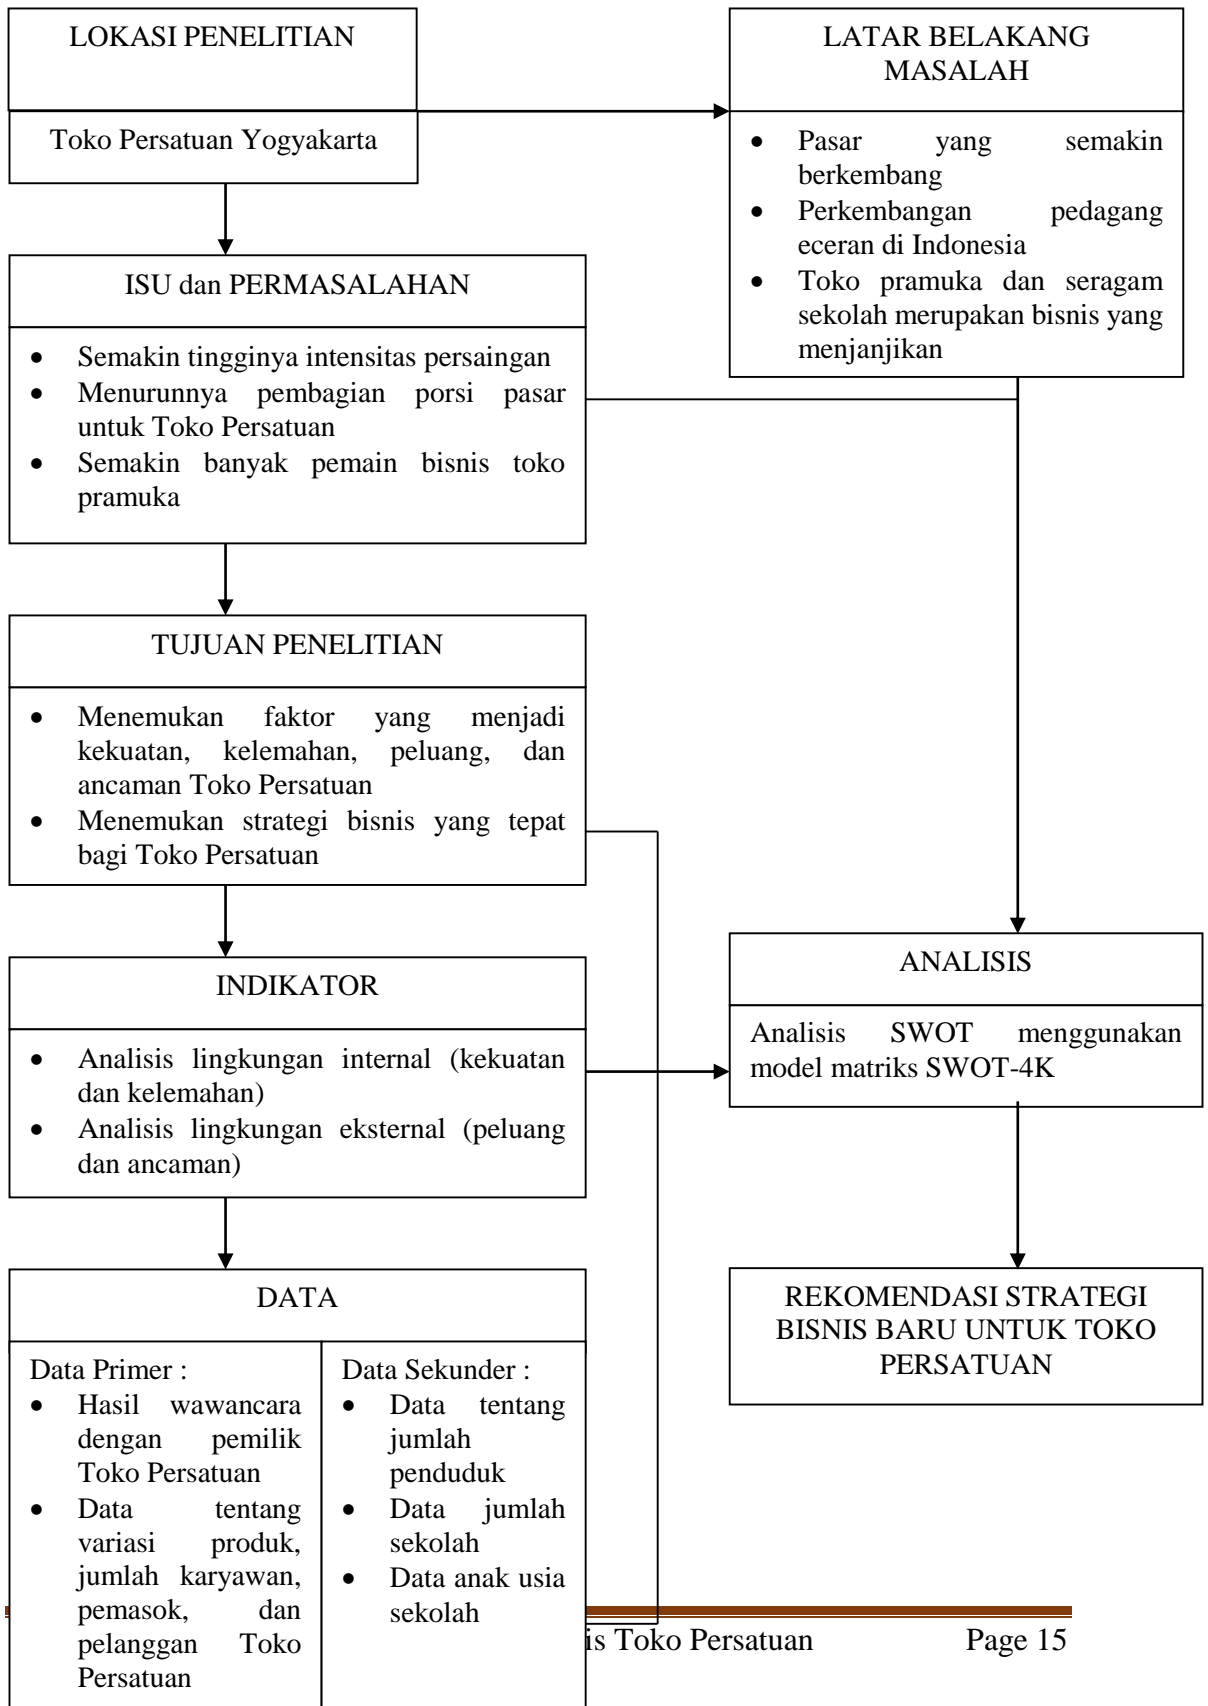 LOKASI PENELITIAN
Toko Persatuan Yogyakarta
LATAR BELAKANG
MASALAH
• Pasar yang semakin
berkembang
• Perkembangan pedagang
eceran di Indonesia
• Toko pramuka dan seragam
sekolah merupakan bisnis yang
menjanjikan
ISU dan PERMASALAHAN
• Semakin tingginya intensitas persaingan
• Menurunnya pembagian porsi pasar
untuk Toko Persatuan
• Semakin banyak pemain bisnis toko
pramuka
TUJUAN PENELITIAN
• Menemukan faktor yang menjadi
kekuatan, kelemahan, peluang, dan
ancaman Toko Persatuan
• Menemukan strategi bisnis yang tepat
bagi Toko Persatuan
INDIKATOR
• Analisis lingkungan internal (kekuatan
dan kelemahan)
• Analisis lingkungan eksternal (peluang
dan ancaman)
ANALISIS
Analisis SWOT menggunakan
model matriks SWOT-4K
DATA
Data Primer :
• Hasil wawancara
dengan pemilik
Toko Persatuan
• Data tentang
variasi produk,
jumlah karyawan,
pemasok, dan
pelanggan Toko
Persatuan
Data Sekunder :
• Data tentang
jumlah
penduduk
• Data jumlah
sekolah
• Data anak usia
sekolah
REKOMENDASI STRATEGI
BISNIS BARU UNTUK TOKO
PERSATUAN
is Toko Persatuan Page 15